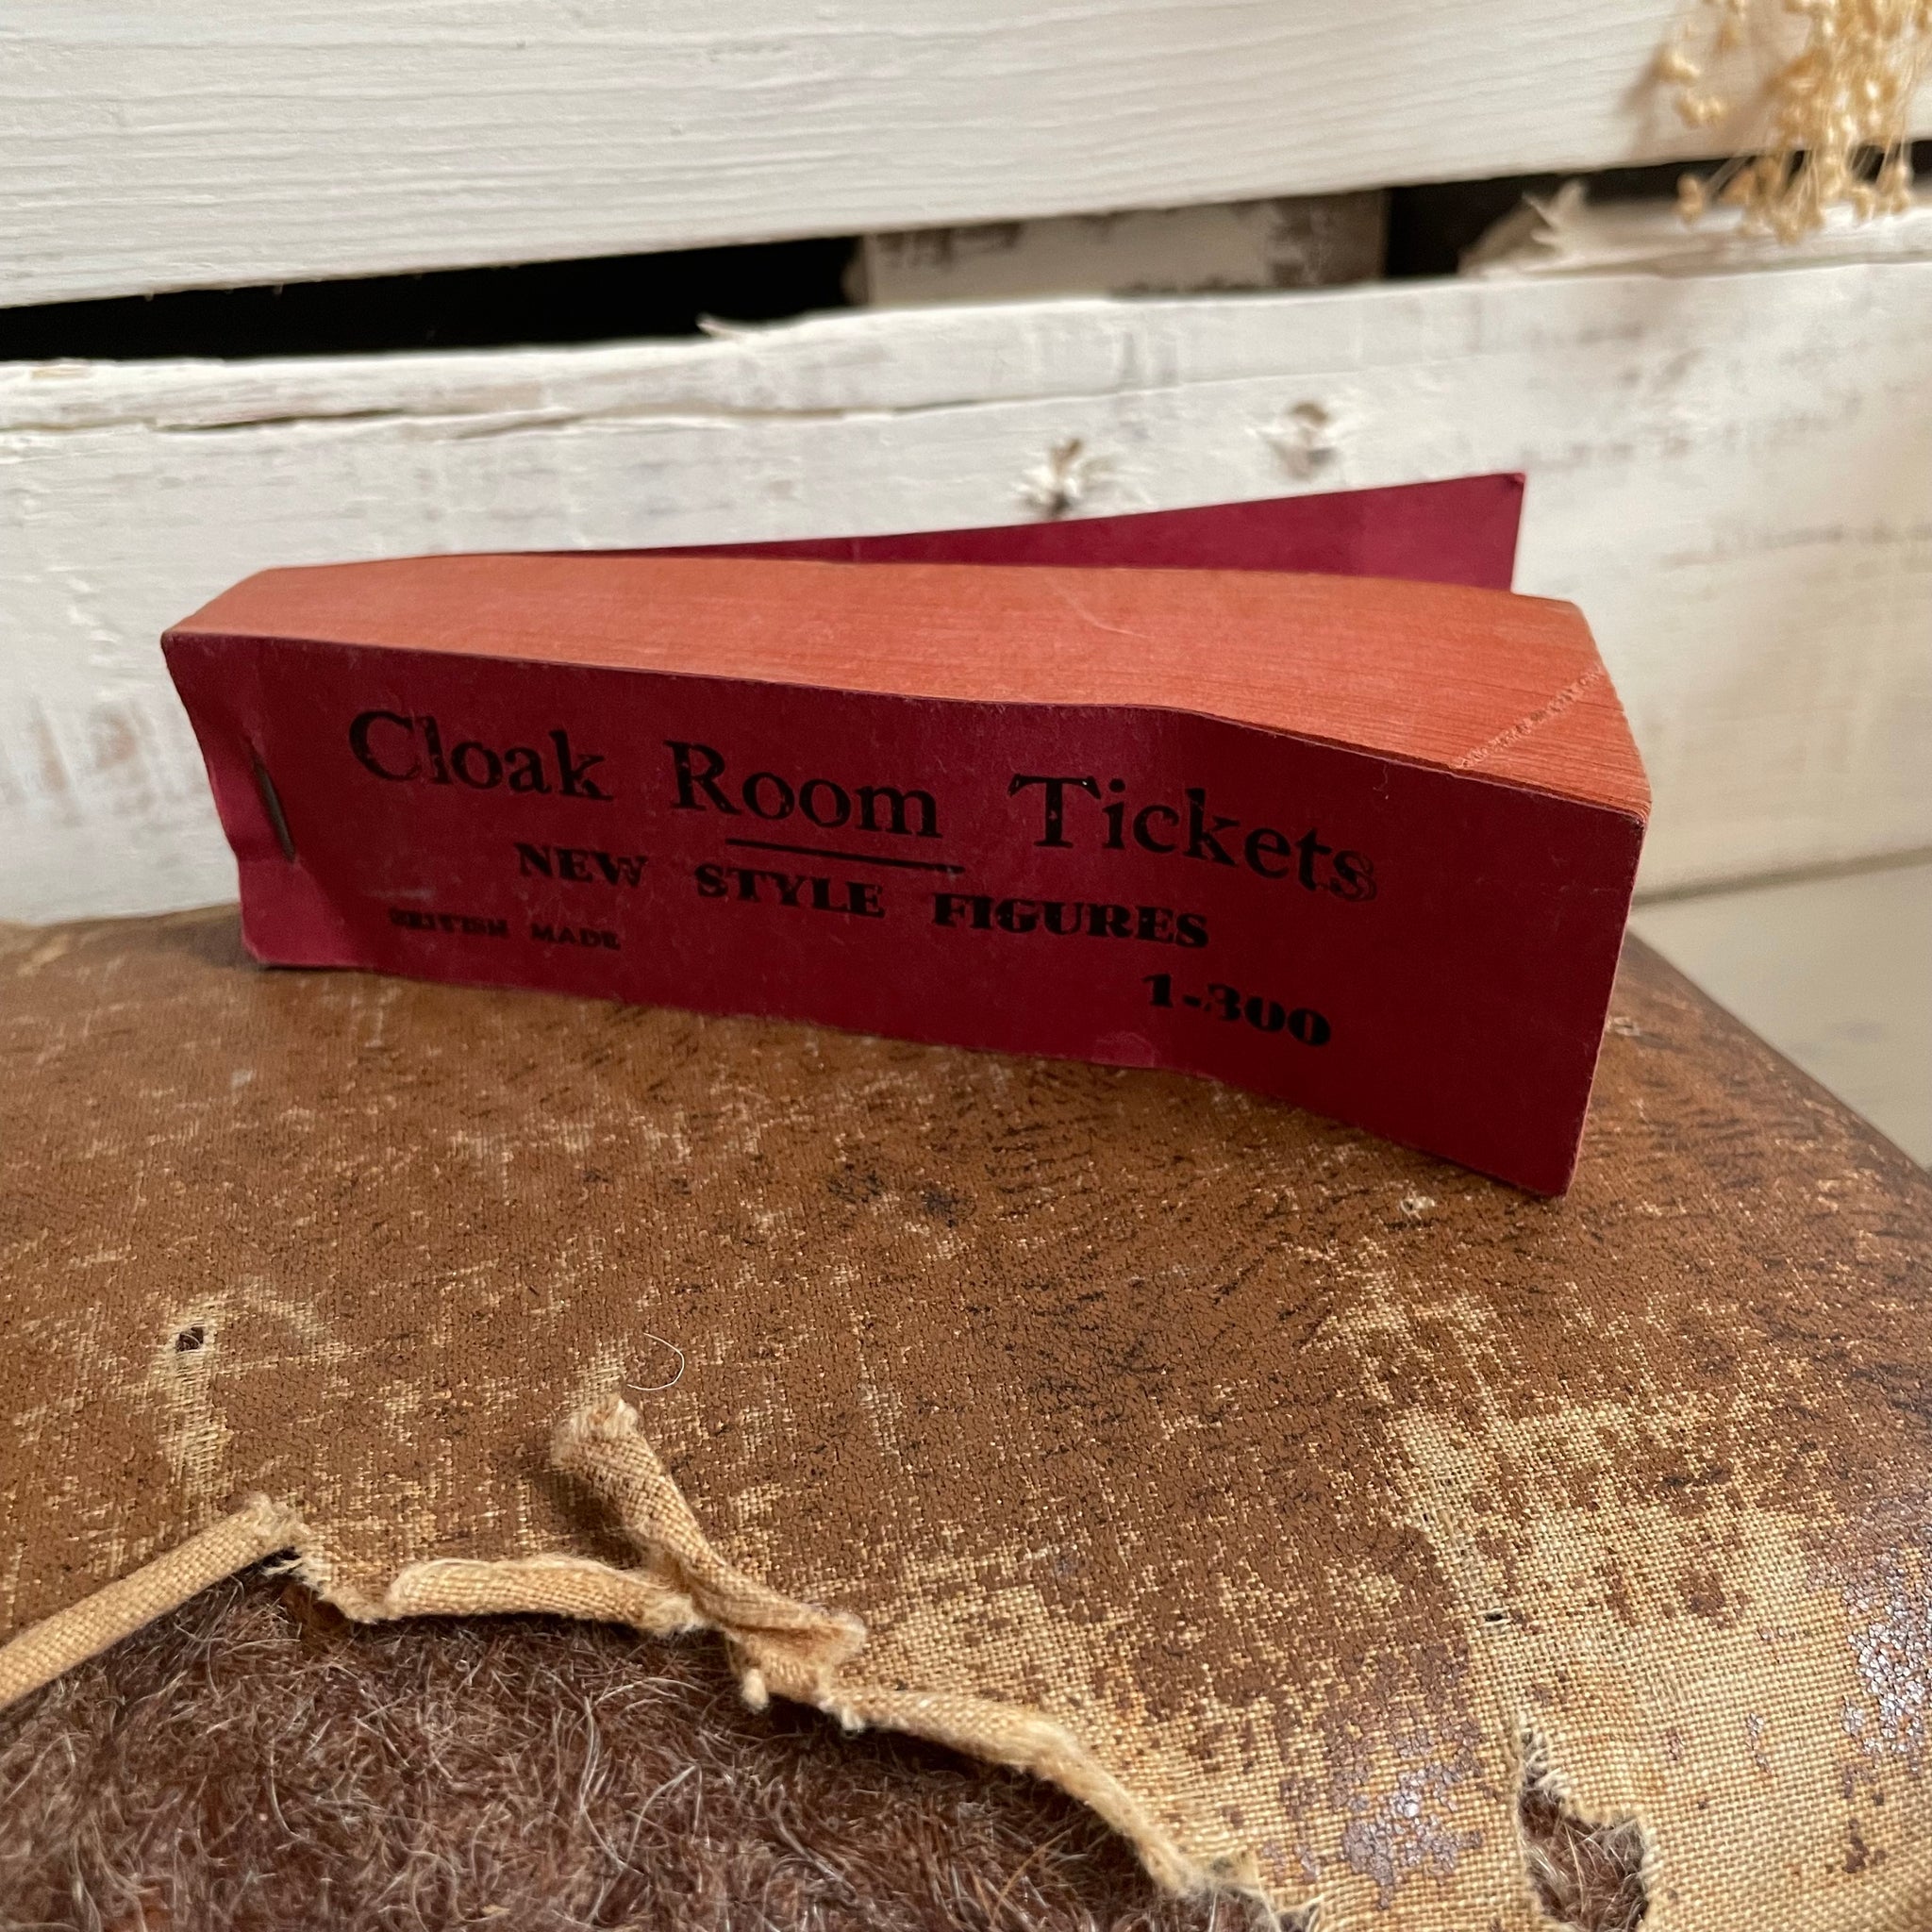 Cloak Room Tickets
NEW STYLE FIGURES
BRITISH MADE
1-300